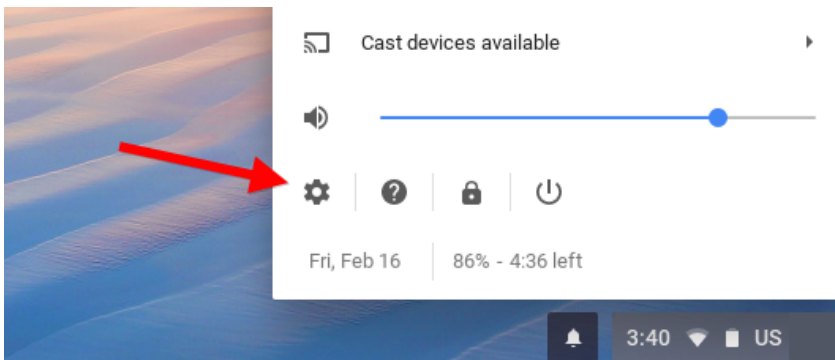 Cast devices available
Fri, Feb 16
86% - 4:36 left
3:40
US